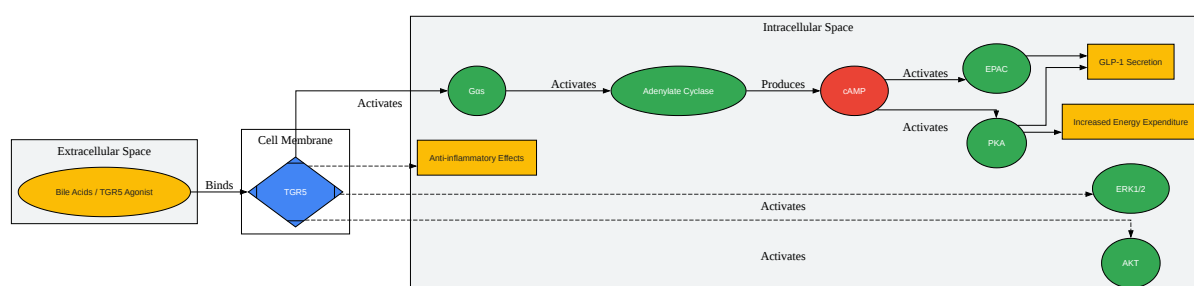 Intracellular Space
EPAC
GLP-1 Secretion
Activates
Gαs
Activates
Adenylate Cyclase
Produces
cAMP
Activates
Increased Energy Expenditure
Activates
PKA
Cell Membrane
Extracellular Space
Anti-inflammatory Effects
Bile Acids / TGR5 Agonist
Binds
TGR5
ERK1/2
Activates
Activates
AKT